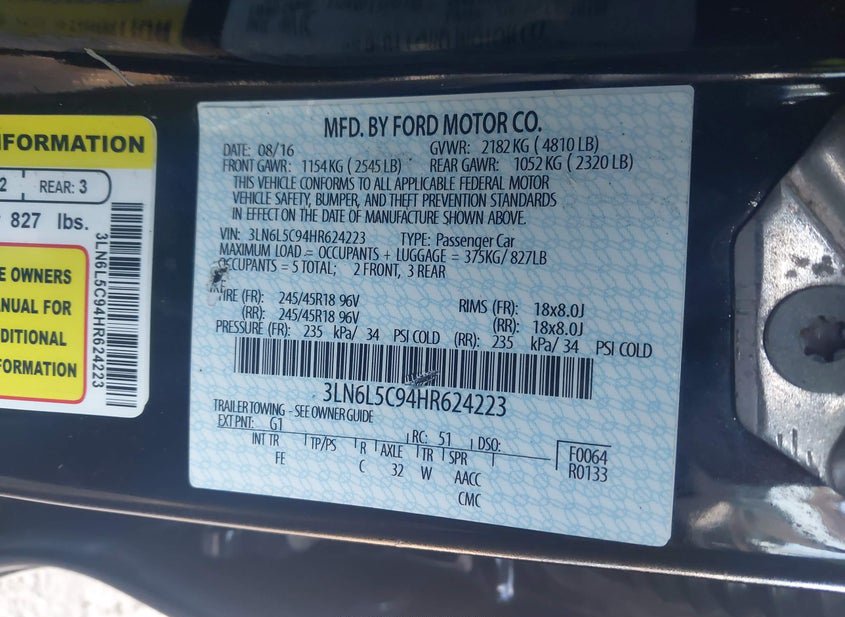 INFORMATION
2 REAR: 3
827 lbs.
E OWNERS
ANUAL FOR
DITIONAL
FORMATION
3LN6L5C94HR624223
MFD. BY FORD MOTOR CO.
DATE: 08/16 GVWR: 2182 KG ( 4810 LB)
FRONT GAWR: 1154 KG ( 2545 LB) REAR GAWR: 1052 KG ( 2320 LB)
THIS VEHICLE CONFORMS TO ALL APPLICABLE FEDERAL MOTOR
VEHICLE SAFETY, BUMPER, AND THEFT PREVENTION STANDARDS
IN EFFECT ON THE DATE OF MANUFACTURE SHOWN ABOVE.
VIN: 3LN6L5C94HR624223 TYPE: Passenger Car
MAXIMUM LOAD = OCCUPANTS + LUGGAGE = 375KG/ 827LB
OCCUPANTS = 5 TOTAL; 2 FRONT, 3 REAR
TIRE (FR): 245/45R18 96V RIMS (FR): 18x8.0J
(RR): 245/45R18 96V (RR): 18x8.0J
PRESSURE (FR): 235 kPa/ 34 PSI COLD (RR): 235 kPa/ 34 PSI COLD
3LN6L5C94HR624223
TRAILER TOWING - SEE OWNER GUIDE
EXT PNT: G1 RC: 51 DSO:
INT TR TP/PS R AXLE TR SPR
FE C 32 W AACC
CMC
F0064
R0133